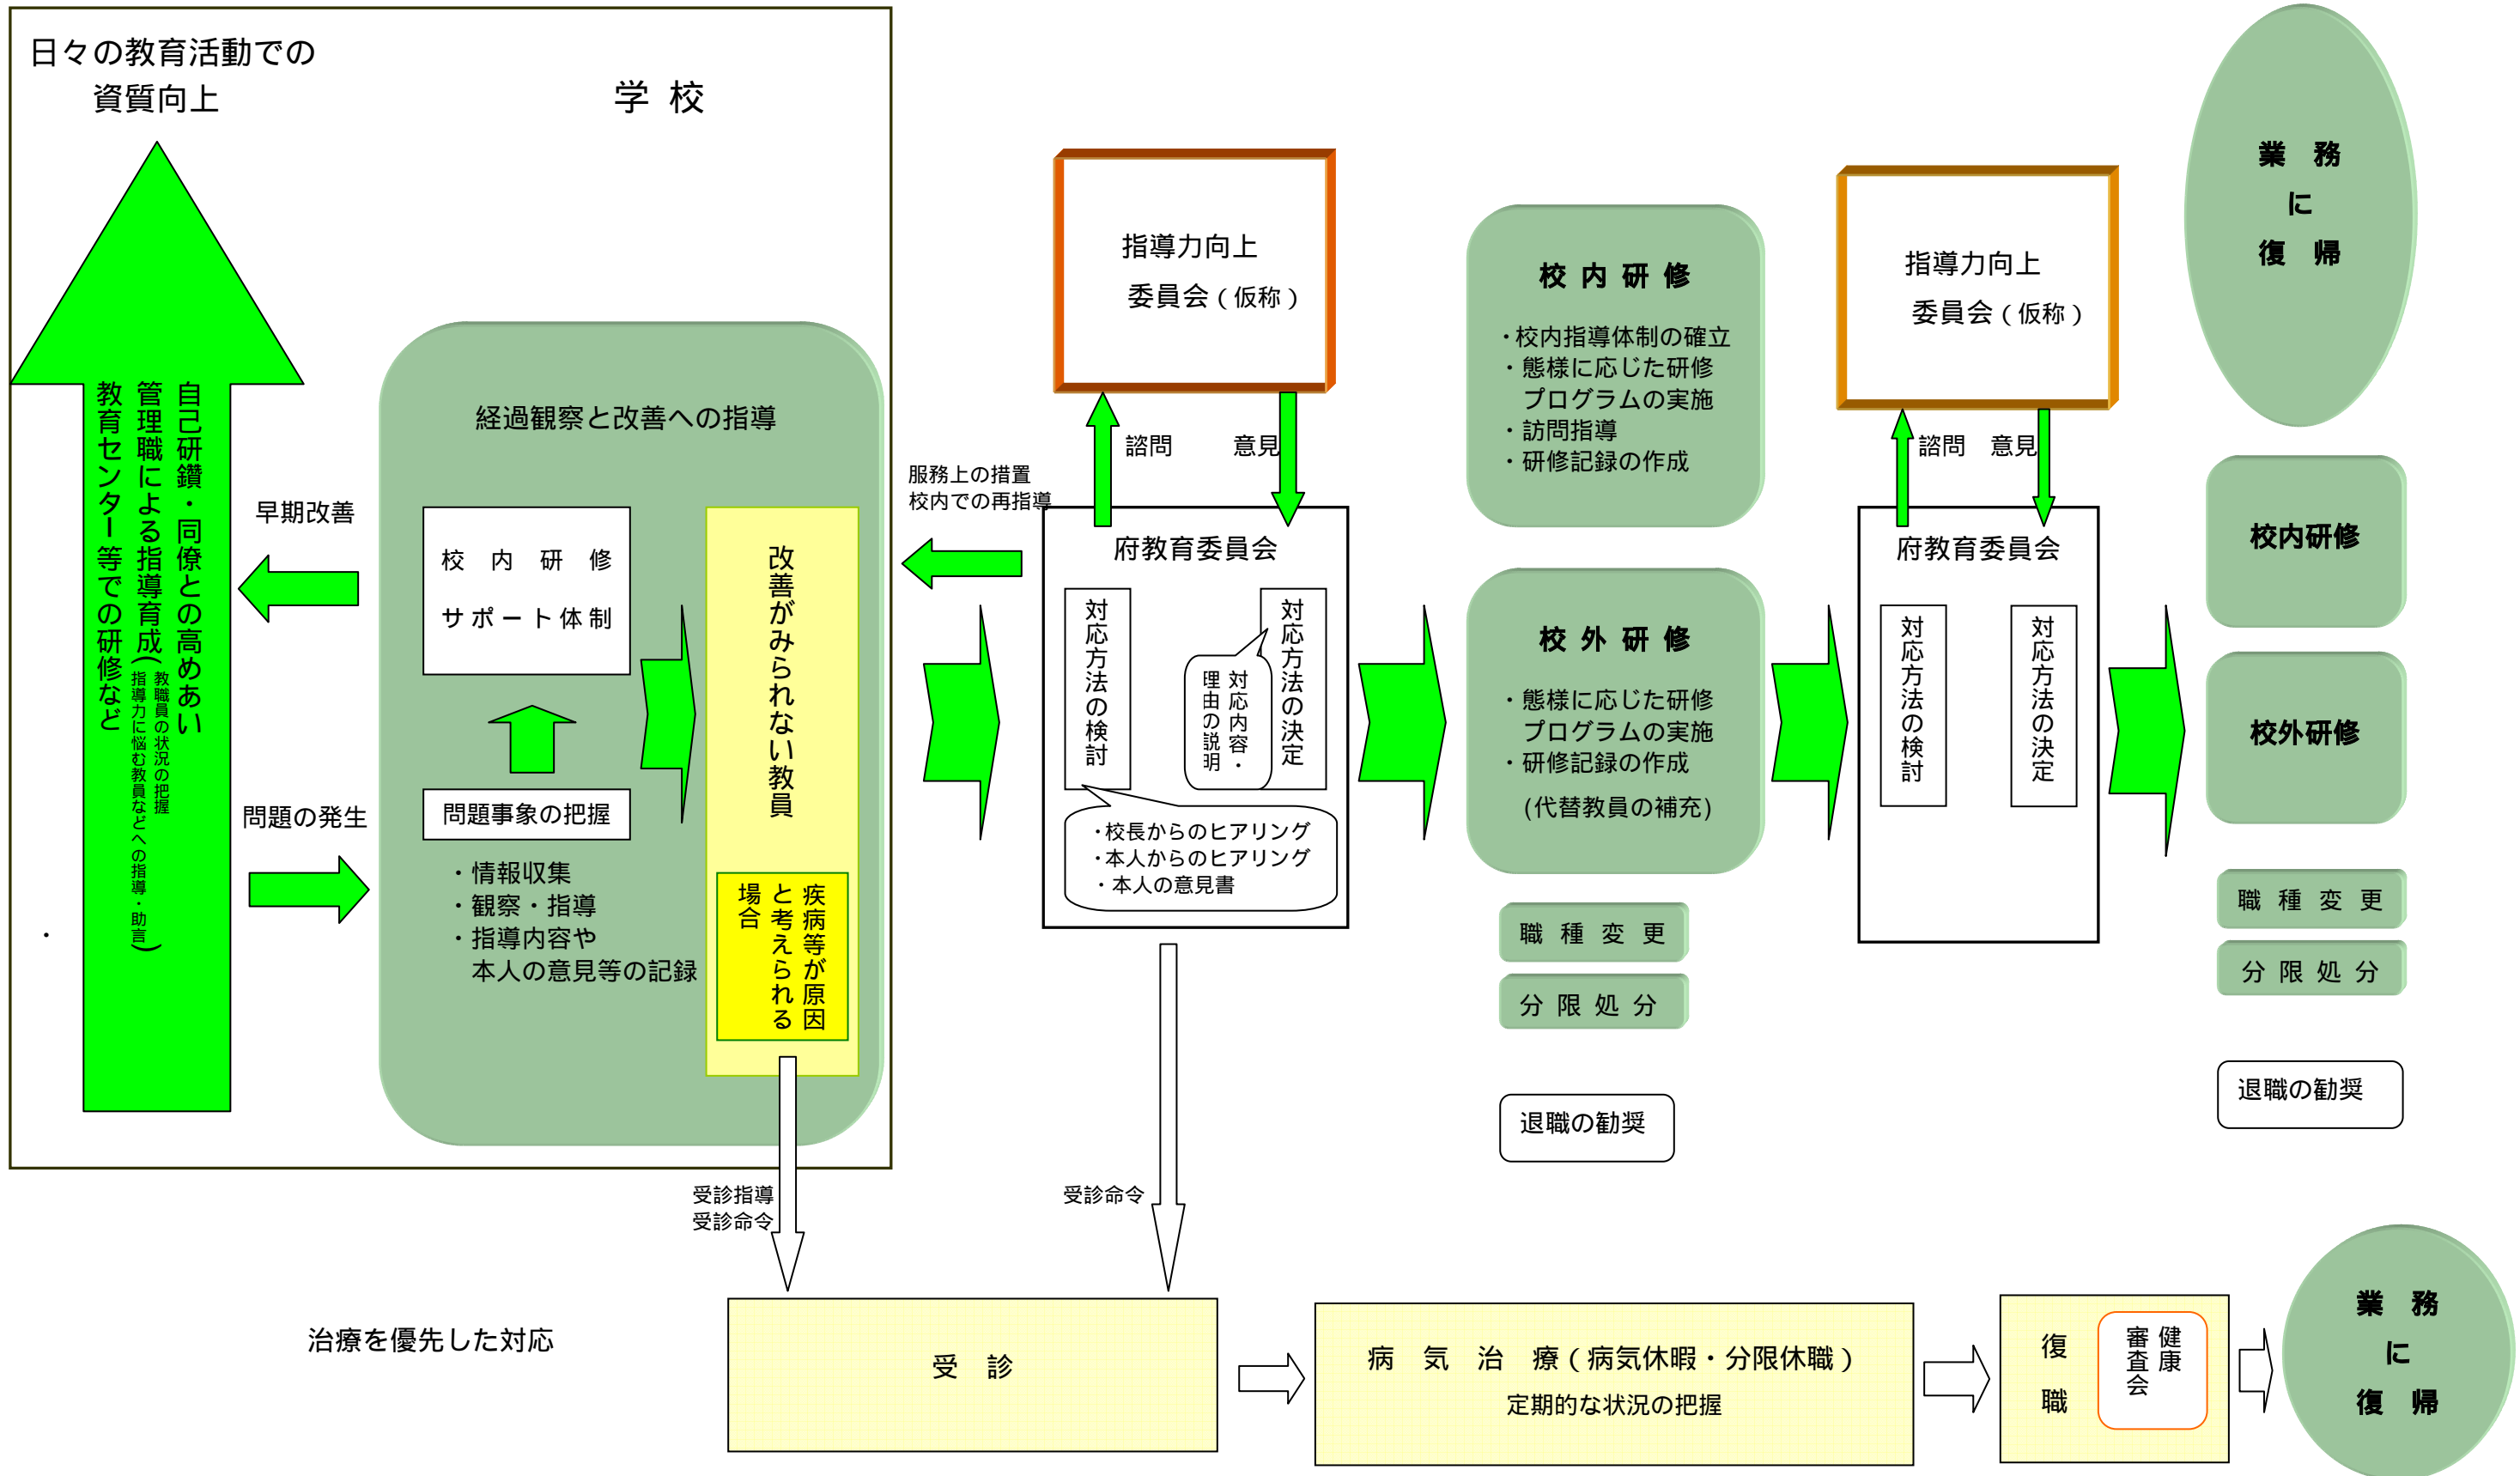 日々の教育活動での
資質向上
学 校
自己研鑽・同僚との高めあい
管理職による指導育成(教職員の状況の把握
指導力に悩む教員などへの指導・助言)
教育センター等での研修など
・
早期改善
問題の発生
経過観察と改善への指導
校 内 研 修
サポート体制
問題事象の把握
・情報収集
・観察・指導
・指導内容や
本人の意見等の記録
改善がみられない教員
疾病等が原因
と考えられる
場合
服務上の措置
校内での再指導
指導力向上
委員会(仮称)
諮問
意見
府教育委員会
対応方法の検討
対応方法の決定
対応内容・
理由の説明
・校長からのヒアリング
・本人からのヒアリング
・本人の意見書
校 内 研 修
・校内指導体制の確立
・態様に応じた研修
プログラムの実施
・訪問指導
・研修記録の作成
校 外 研 修
・態様に応じた研修
プログラムの実施
・研修記録の作成
(代替教員の補充)
職 種 変 更
分 限 処 分
退職の勧奨
指導力向上
委員会(仮称)
諮問
意見
府教育委員会
対応方法の検討
対応方法の決定
業 務
に
復 帰
校内研修
校外研修
職 種 変 更
分 限 処 分
退職の勧奨
受診指導
受診命令
受診命令
治療を優先した対応
受 診
病 気 治 療(病気休暇・分限休職)
定期的な状況の把握
復
職
健康
審査会
業 務
に
復 帰